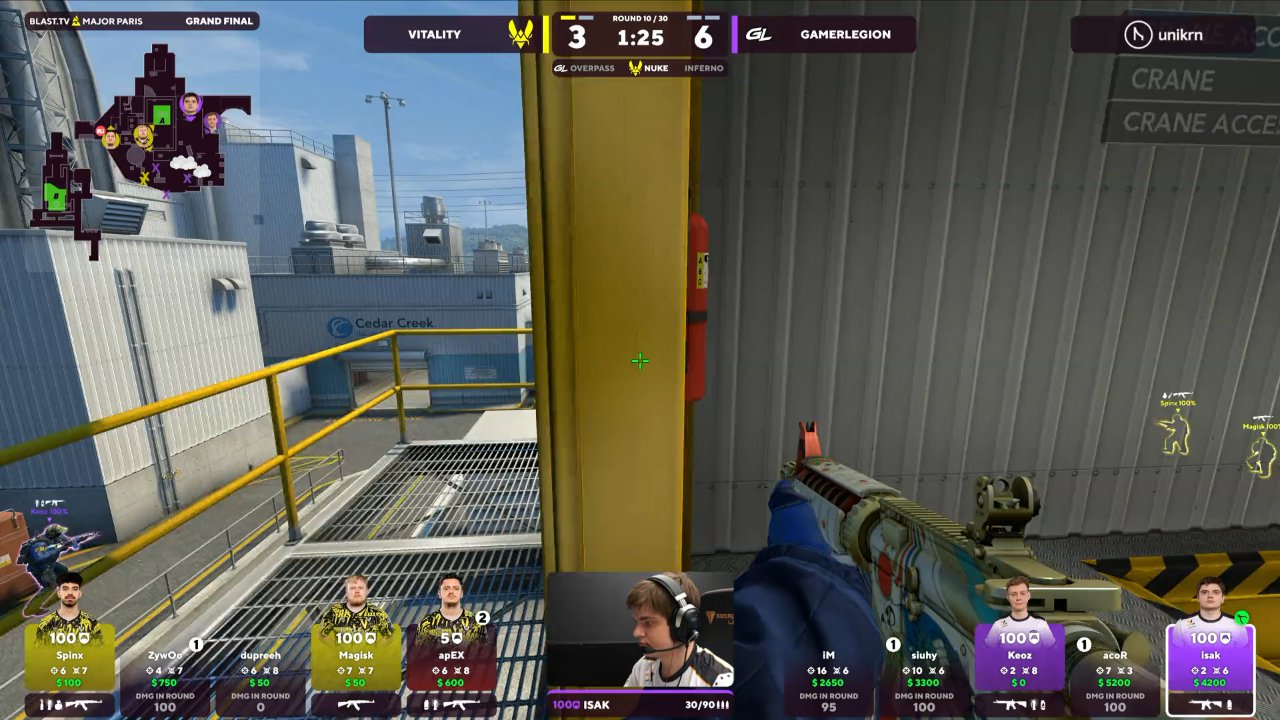 BLAST.TV MAJOR PARIS
GRAND FINAL
VITALITY
3
ROUND 10 / 30
1:25
6
GL
GAMERLEGION
unikrn
GL OVERPASS
NUKE
INFERNO
CRANE
CRANE ACCE
A
B
Cedar Creek
Spinx 100%
Magisk 100%
Keoz 100%
100
Spinx
6 7
$100
1
ZywOo
4 7
$750
DMG IN ROUND
100
dupreeh
6 8
$50
DMG IN ROUND
0
100
Magisk
7 7
$50
2
5
apEX
6 8
$600
100 ISAK
30/90
iM
16 6
$2650
DMG IN ROUND
95
1
siuhy
10 6
$3300
DMG IN ROUND
100
100
Keoz
2 8
$0
1
acoR
7 3
$5200
DMG IN ROUND
100
100
isak
2 6
$4200